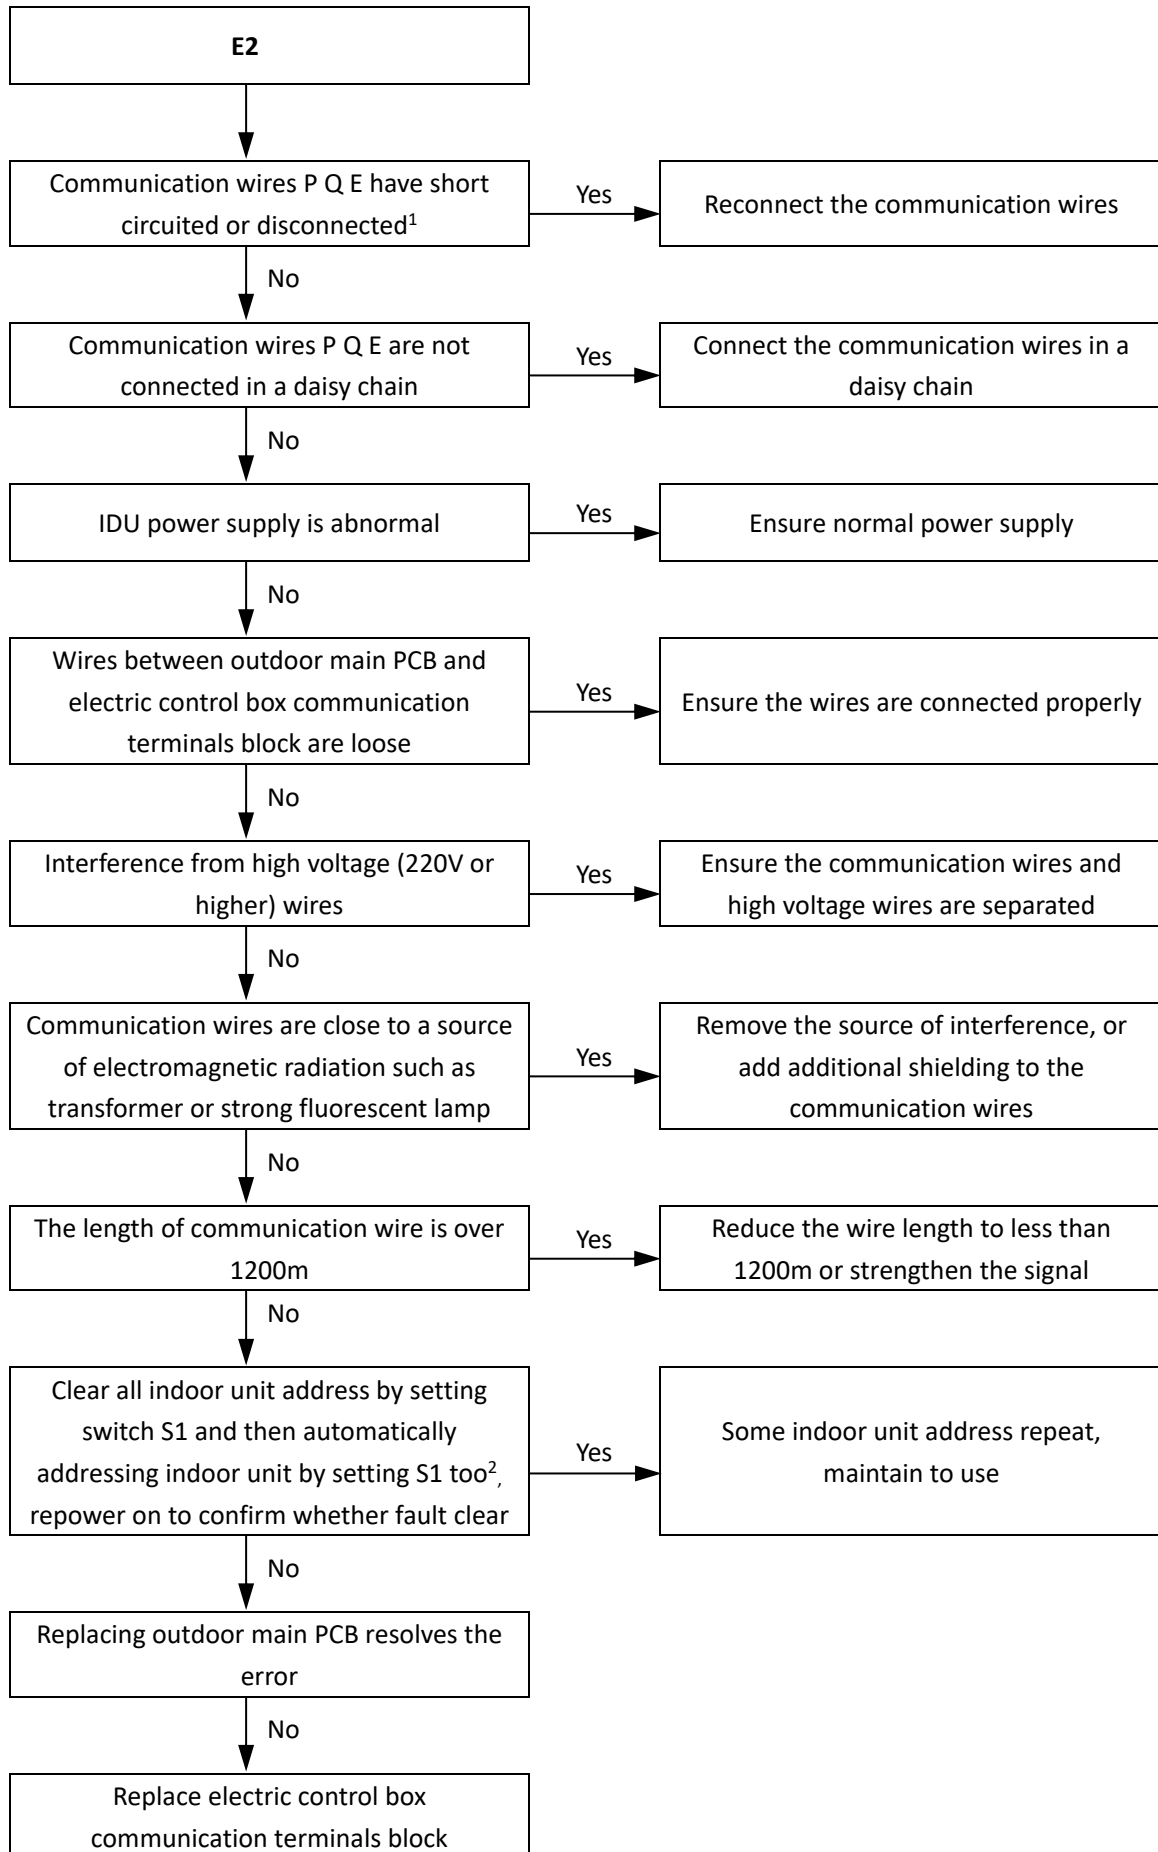 E2
Communication wires P Q E have short
circuited or disconnected1
Yes
Reconnect the communication wires
No
Communication wires P Q E are not
connected in a daisy chain
Yes
Connect the communication wires in a
daisy chain
No
IDU power supply is abnormal
Yes
Ensure normal power supply
No
Wires between outdoor main PCB and
electric control box communication
terminals block are loose
Yes
Ensure the wires are connected properly
No
Interference from high voltage (220V or
higher) wires
Yes
Ensure the communication wires and
high voltage wires are separated
No
Communication wires are close to a source
of electromagnetic radiation such as
transformer or strong fluorescent lamp
Yes
Remove the source of interference, or
add additional shielding to the
communication wires
No
The length of communication wire is over
1200m
Yes
Reduce the wire length to less than
1200m or strengthen the signal
No
Clear all indoor unit address by setting
switch S1 and then automatically
addressing indoor unit by setting S1 too2,
repower on to confirm whether fault clear
Yes
Some indoor unit address repeat,
maintain to use
No
Replacing outdoor main PCB resolves the
error
No
Replace electric control box
communication terminals block